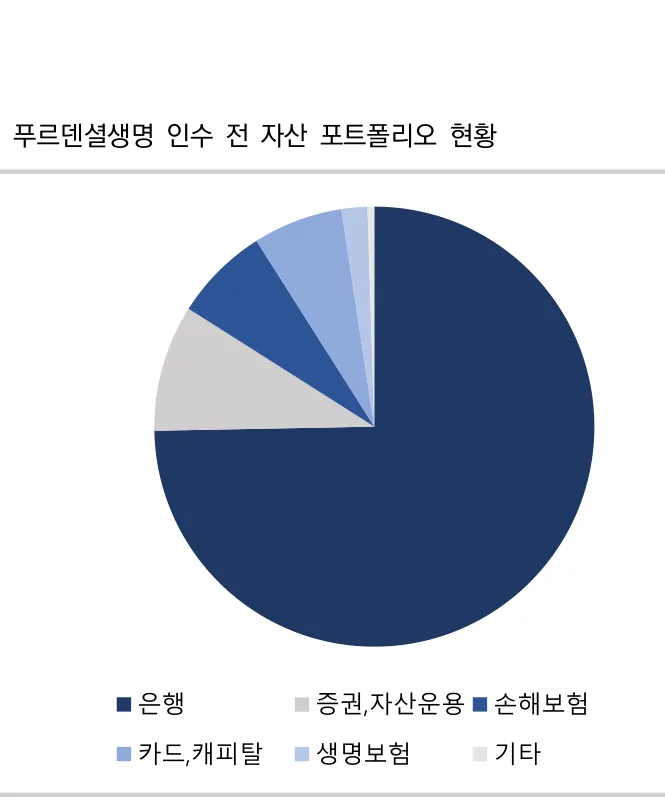 푸르덴셜생명 인수 전 자산 포트폴리오 현황
은행 증권,자산운용 손해보험
카드,캐피탈 생명보험 기타